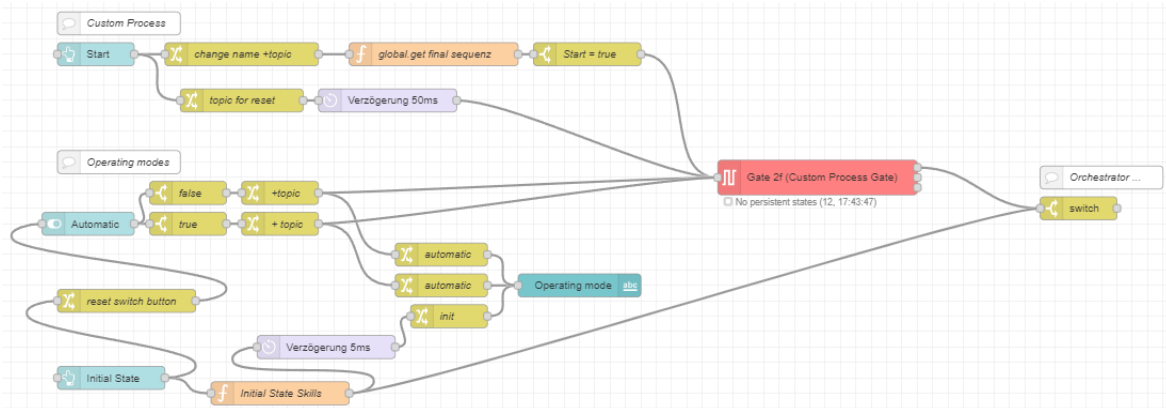 Custom Process
Start
change name +topic
global.get final sequenz
Start = true
topic for reset
Verzögerung 50ms
Operating modes
Gate 2f (Custom Process Gate)
No persistent states (12, 17:43:47)
Orchestrator ...
switch
false
+topic
Automatic
true
+ topic
automatic
automatic
Operating mode
abc
reset switch button
init
Verzögerung 5ms
Initial State
Initial State Skills